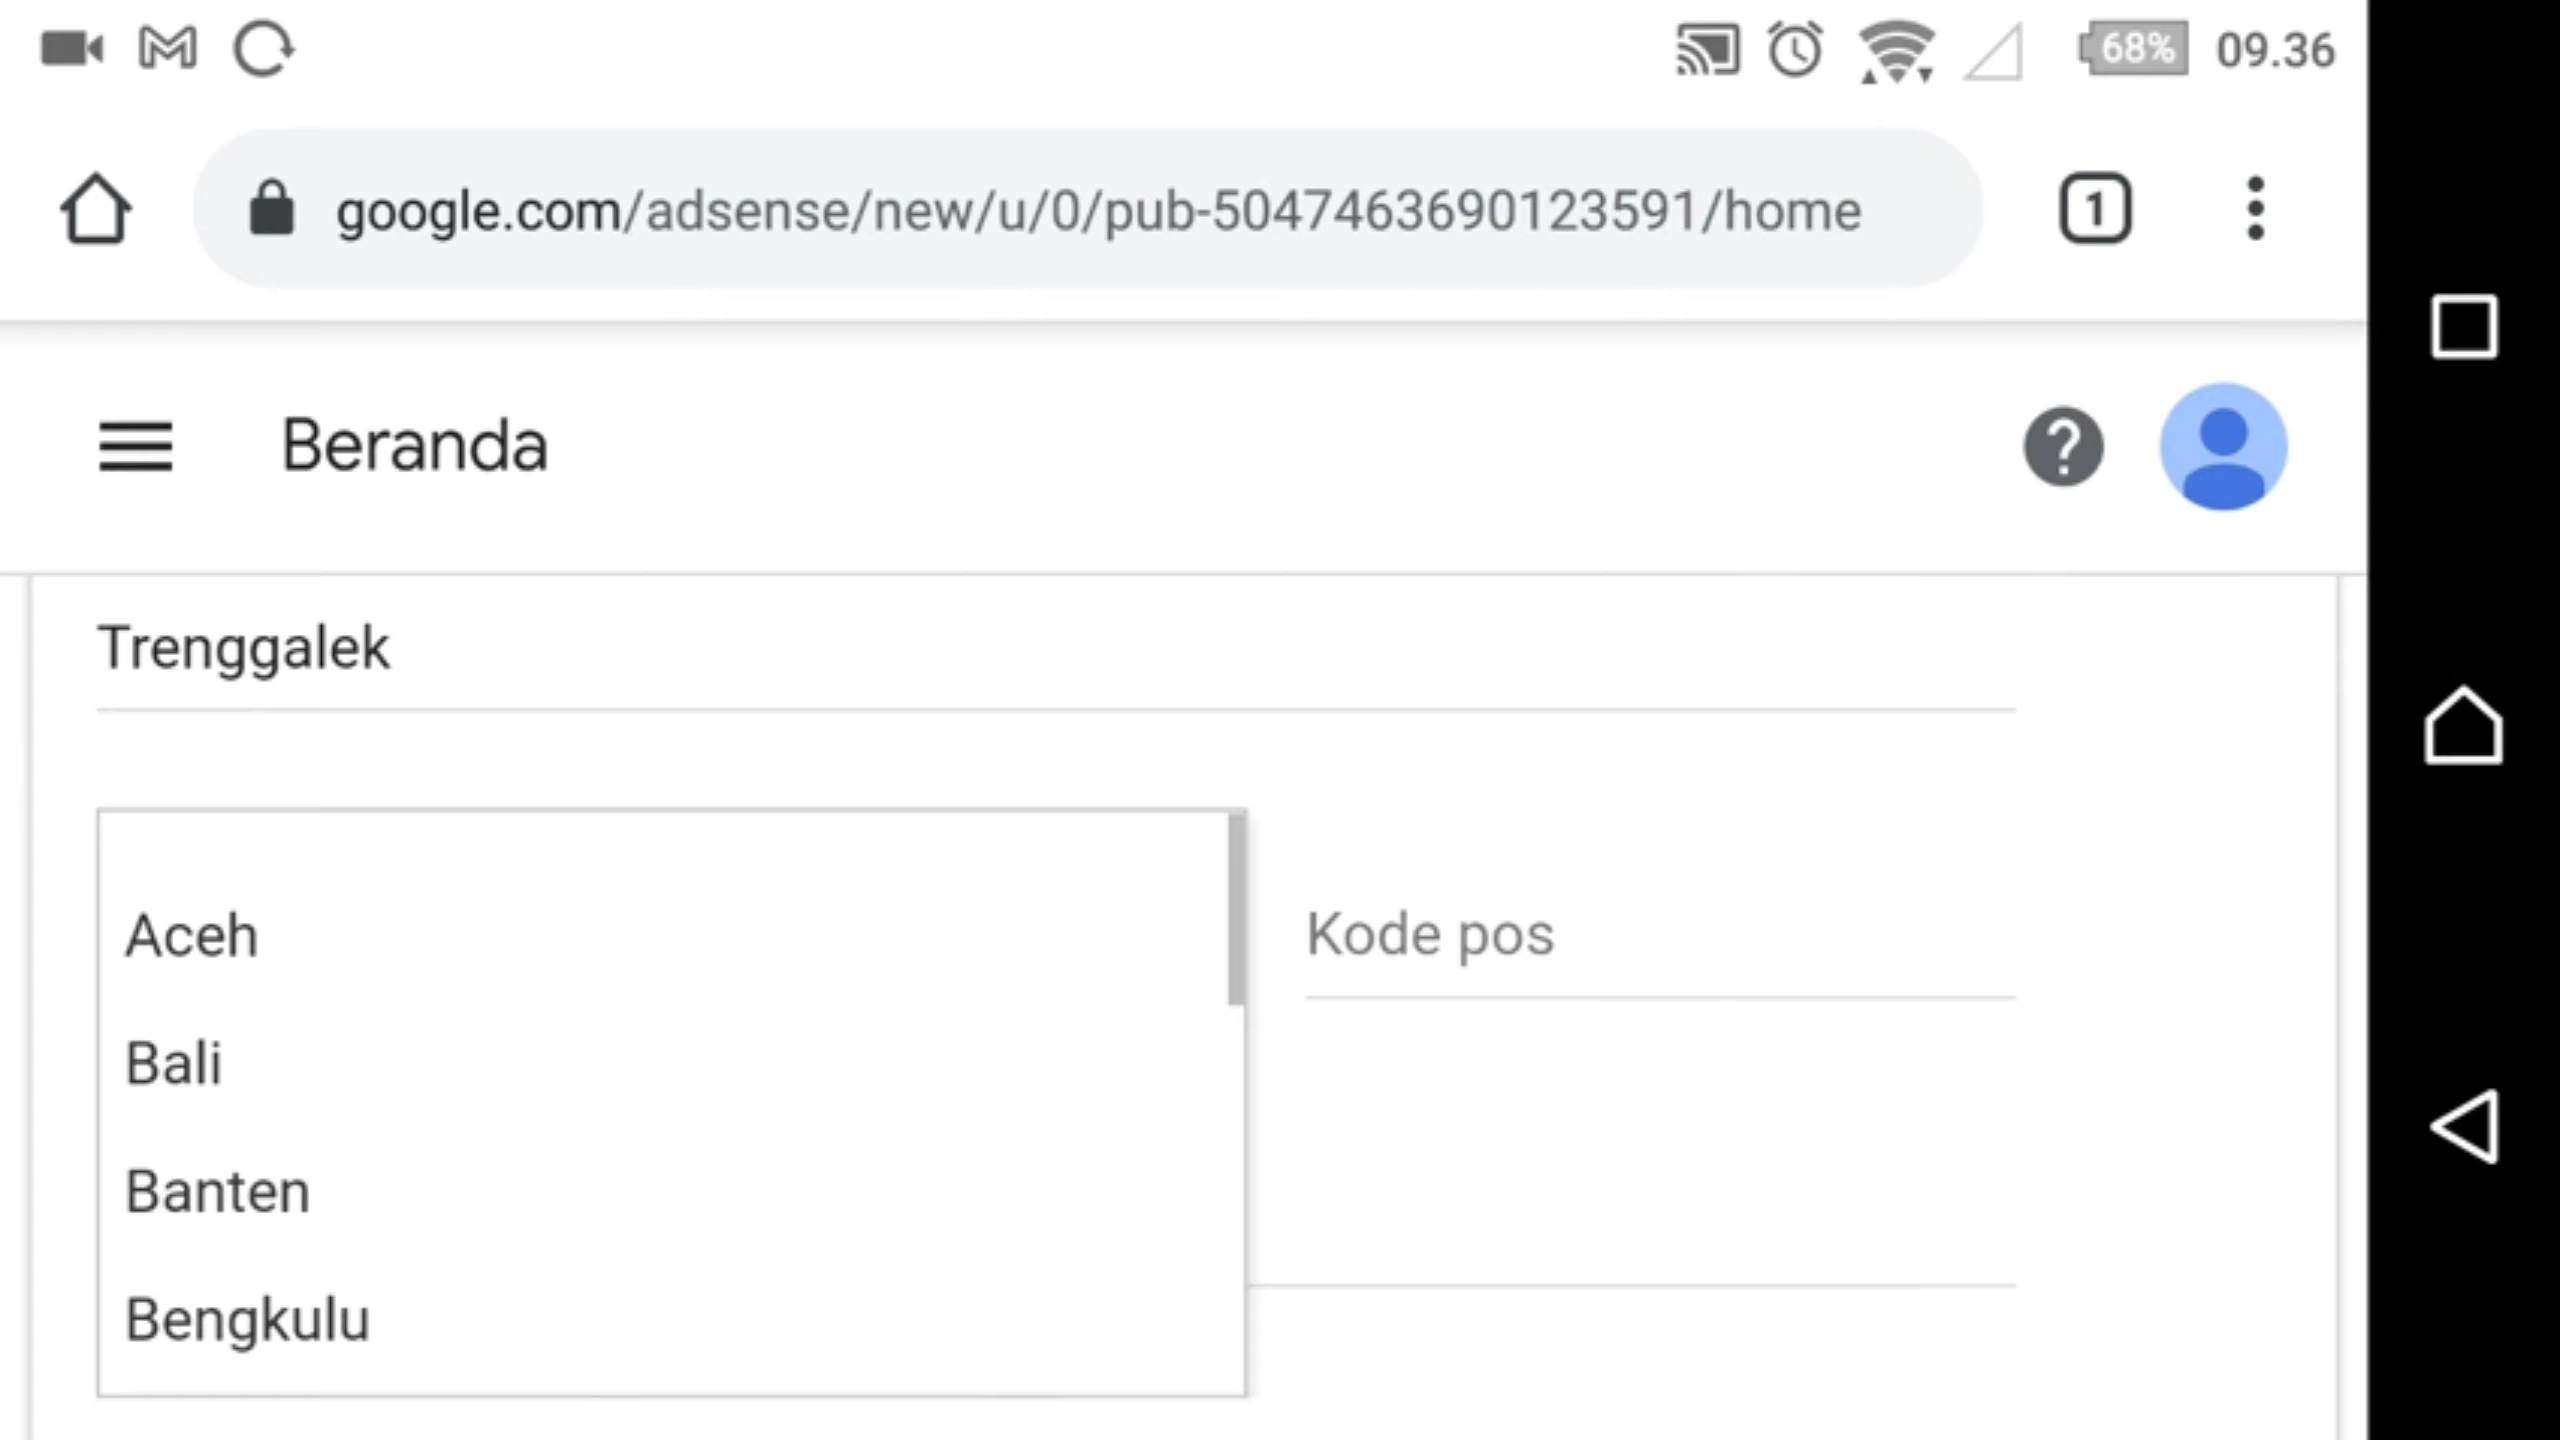 68% 09.36
google.com/adsense/new/u/0/pub-5047463690123591/home
1
Beranda
?
Trenggalek
Aceh
Kode pos
Bali
Banten
Bengkulu